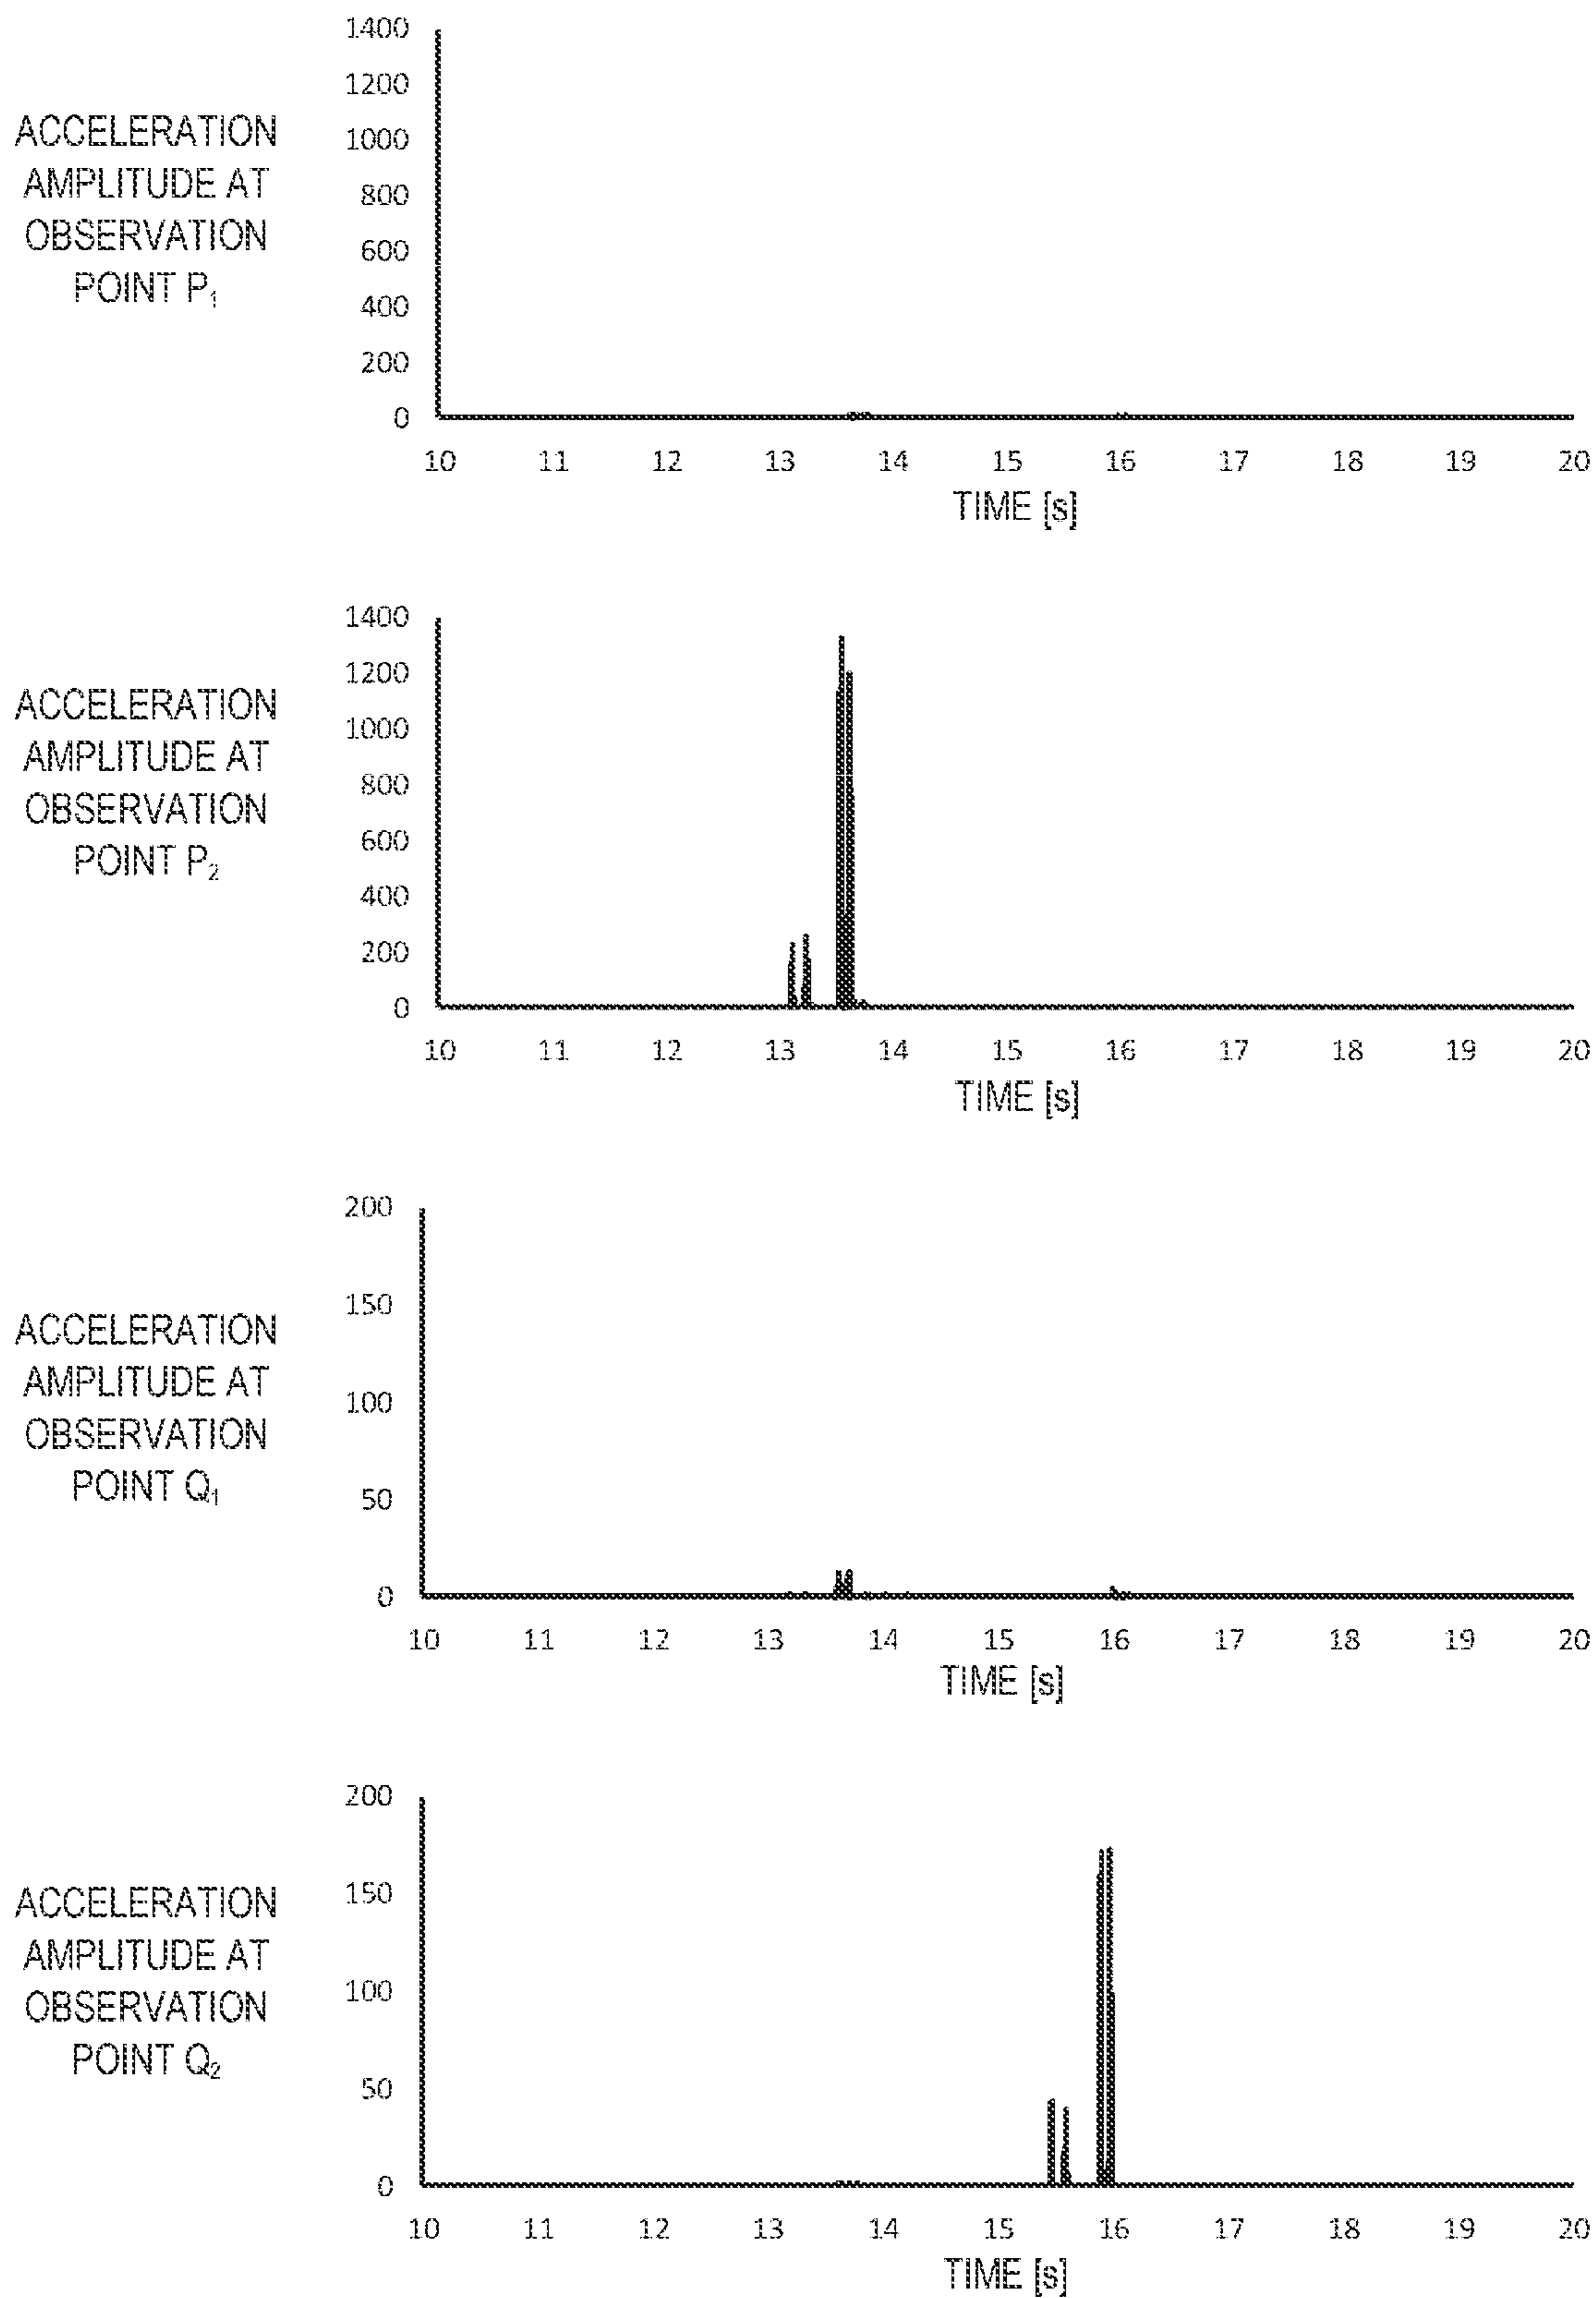 1400
1200
1000
800
600
400
200
0
ACCELERATION
AMPLITUDE AT
OBSERVATION
POINT P₁
10 11 12 13 14 15 16 17 18 19 20
TIME [s]
1400
1200
1000
800
600
400
200
0
ACCELERATION
AMPLITUDE AT
OBSERVATION
POINT P₂
10 11 12 13 14 15 16 17 18 19 20
TIME [s]
200
150
100
50
0
ACCELERATION
AMPLITUDE AT
OBSERVATION
POINT Q₁
10 11 12 13 14 15 16 17 18 19 20
TIME [s]
200
150
100
50
0
ACCELERATION
AMPLITUDE AT
OBSERVATION
POINT Q₂
10 11 12 13 14 15 16 17 18 19 20
TIME [s]